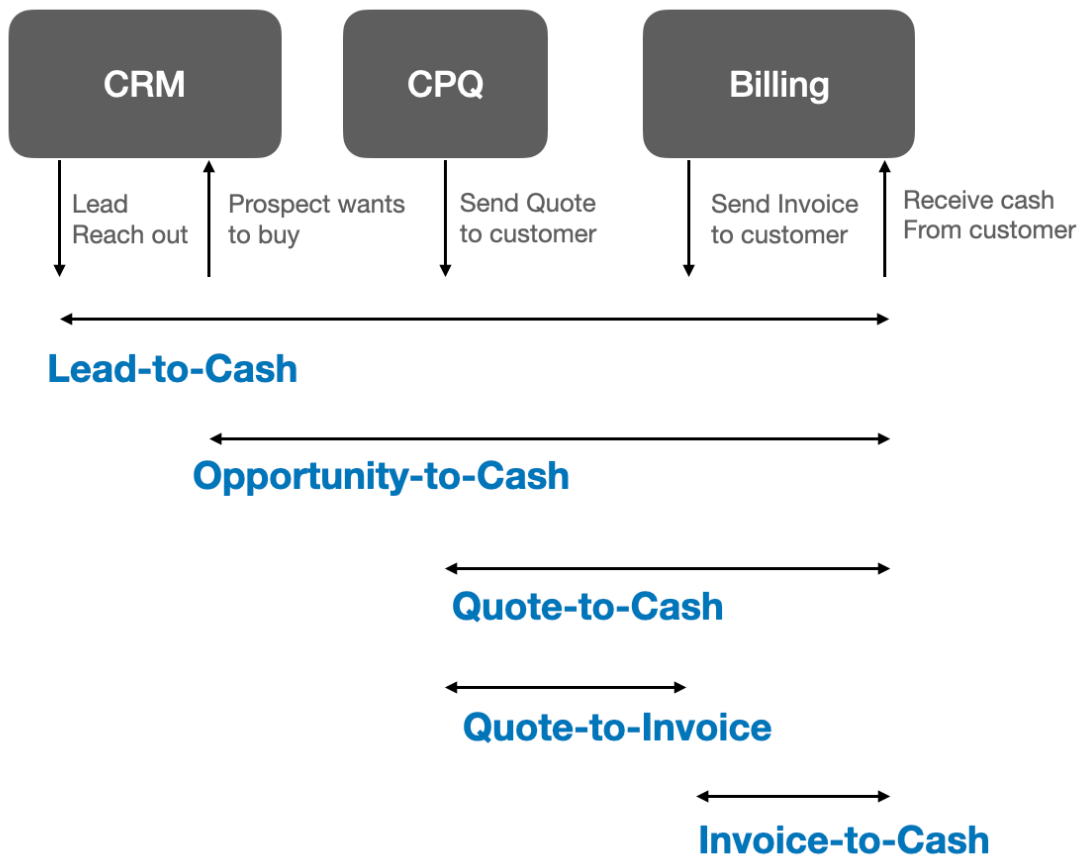 CRM
CPQ
Billing
Lead
Reach out
Prospect wants
to buy
Send Quote
to customer
Send Invoice
to customer
Receive cash
From customer
Lead-to-Cash
Opportunity-to-Cash
Quote-to-Cash
Quote-to-Invoice
Invoice-to-Cash